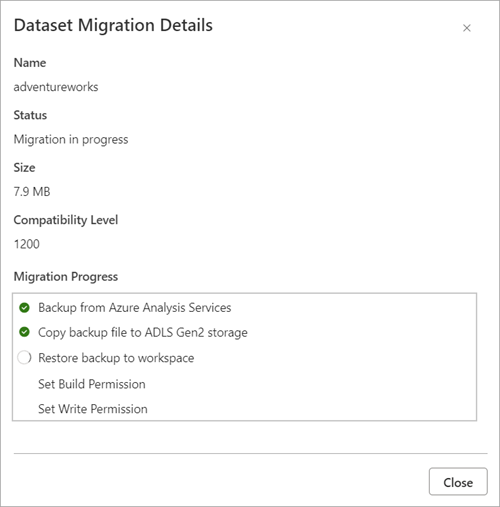 Dataset Migration Details
Name
adventureworks
Status
Migration in progress
Size
7.9 MB
Compatibility Level
1200
Migration Progress
Backup from Azure Analysis Services
Copy backup file to ADLS Gen2 storage
Restore backup to workspace
Set Build Permission
Set Write Permission
Close